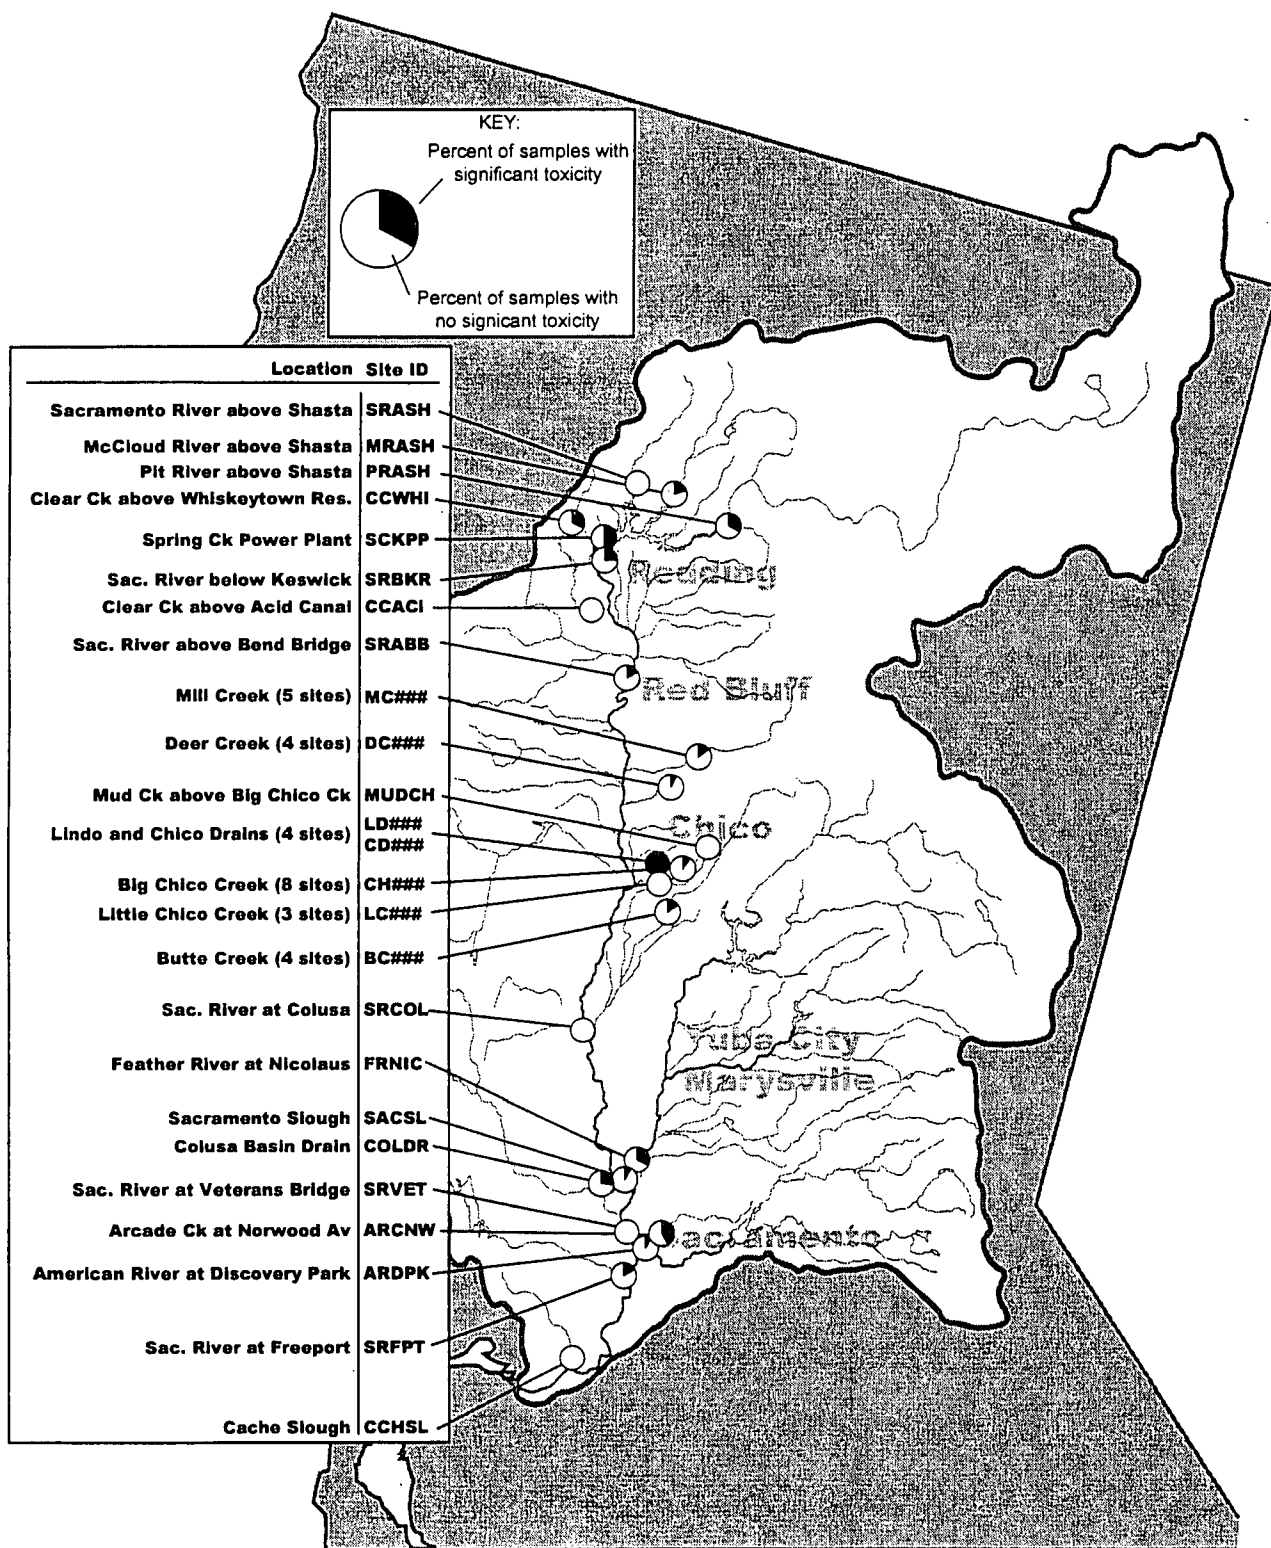 KEY:
Percent of samples with
significant toxicity
Percent of samples with
no signicant toxicity
Location Site ID
Sacramento River above Shasta SRASH
McCloud River above Shasta MRASH
Pit River above Shasta PRASH
Clear Ck above Whiskeytown Res. CCWHI
Spring Ck Power Plant SCKPP
Sac. River below Keswick SRBKR
Clear Ck above Acid Canal CCACI
Sac. River above Bend Bridge SRABB
Mill Creek (5 sites) MC###
Deer Creek (4 sites) DC###
Mud Ck above Big Chico Ck MUDCH
Lindo and Chico Drains (4 sites) LD###
CD###
Big Chico Creek (8 sites) CH###
Little Chico Creek (3 sites) LC###
Butte Creek (4 sites) BC###
Sac. River at Colusa SRCOL
Feather River at Nicolaus FRNIC
Sacramento Slough SACSL
Colusa Basin Drain COLDR
Sac. River at Veterans Bridge SRVET
Arcade Ck at Norwood Av ARCNW
American River at Discovery Park ARDPK
Sac. River at Freeport SRFPT
Cache Slough CCHSL
Redding
Red Bluff
Chico
Yuba City
Marysville
Sacramento